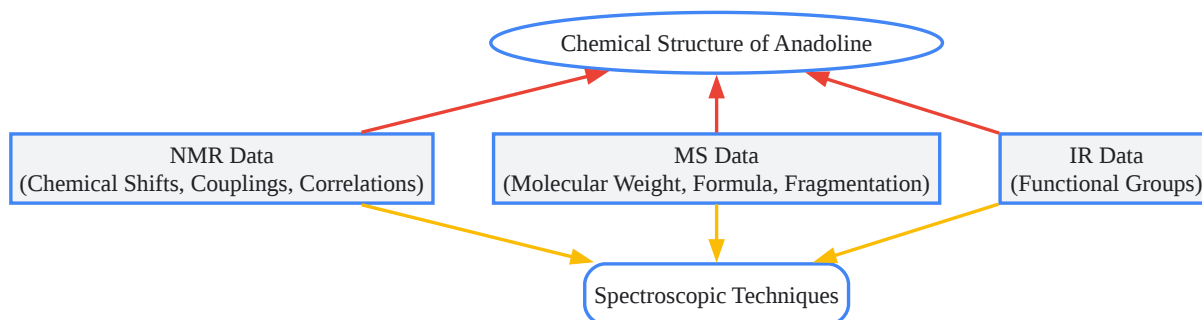 Chemical Structure of Anadoline
NMR Data
(Chemical Shifts, Couplings, Correlations)
MS Data
(Molecular Weight, Formula, Fragmentation)
IR Data
(Functional Groups)
Spectroscopic Techniques